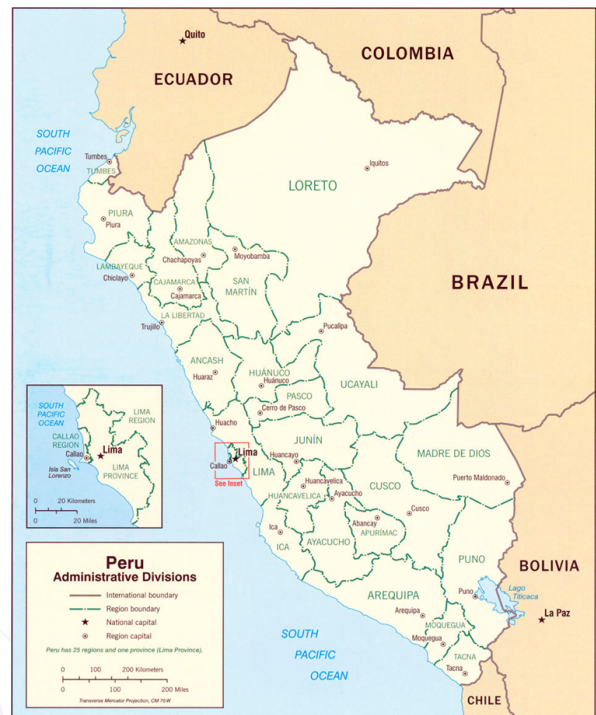 Quito
COLOMBIA
ECUADOR
SOUTH
PACIFIC
OCEAN
Tumbes
TUMBES
Iquitos
LORETO
PIURA
Piura
AMAZONAS
Chachapoyas
Moyobamba
LAMBAYEQUE
Chiclayo
CAJAMARCA
Cajamarca
SAN
MARTÍN
BRAZIL
LA LIBERTAD
Trujillo
Pucallpa
ANCASH
Huaraz
HUÁNUCO
Huánuco
UCAYALI
PASCO
Cerro de Pasco
Huacho
JUNÍN
MADRE DE DIOS
Lima
Callao
See Inset
LIMA
Huancayo
CUSCO
Puerto Maldonado
Huancavelica
HUANCAVELICA
Ayacucho
Cusco
Abancay
APURÍMAC
Ica
ICA
AYACUCHO
PUNO
BOLIVIA
AREQUIPA
Puno
Lago
Titicaca
La Paz
Arequipa
MOQUEGUA
Moquegua
TACNA
Tacna
SOUTH
PACIFIC
OCEAN
CHILE
SOUTH
PACIFIC
OCEAN
LIMA
REGION
CALLAO
REGION
Callao
Lima
Isla San
Lorenzo
LIMA
PROVINCE
0 20 Kilometers
0 20 Miles
Peru
Administrative Divisions
International boundary
Region boundary
National capital
Region capital
Peru has 25 regions and one province (Lima Province).
0 100 200 Kilometers
0 100 200 Miles
Transverse Mercator Projection, CM 70 W